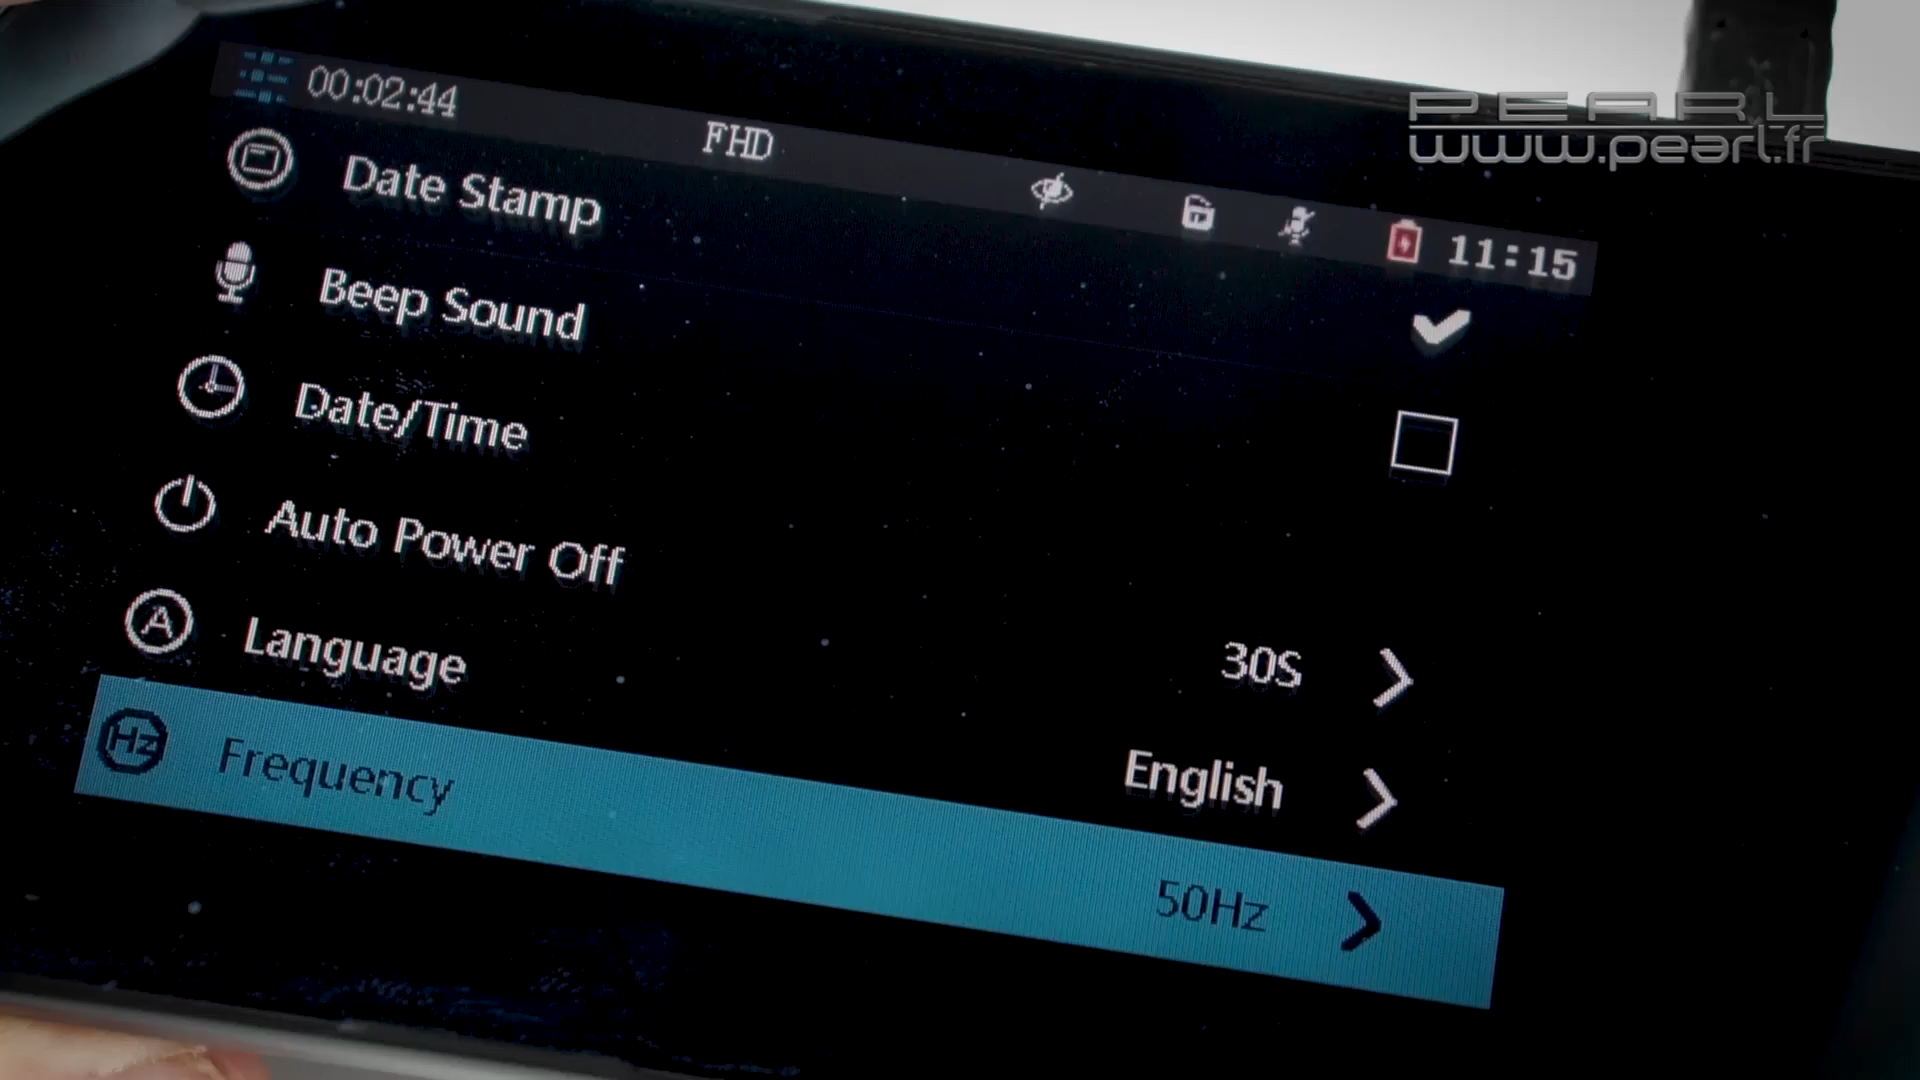 PEARL
www.pearl.fr
00:02:44 FHD 11:15
Date Stamp
Beep Sound
Date/Time
Auto Power Off 30S
A Language English
Hz Frequency 50Hz